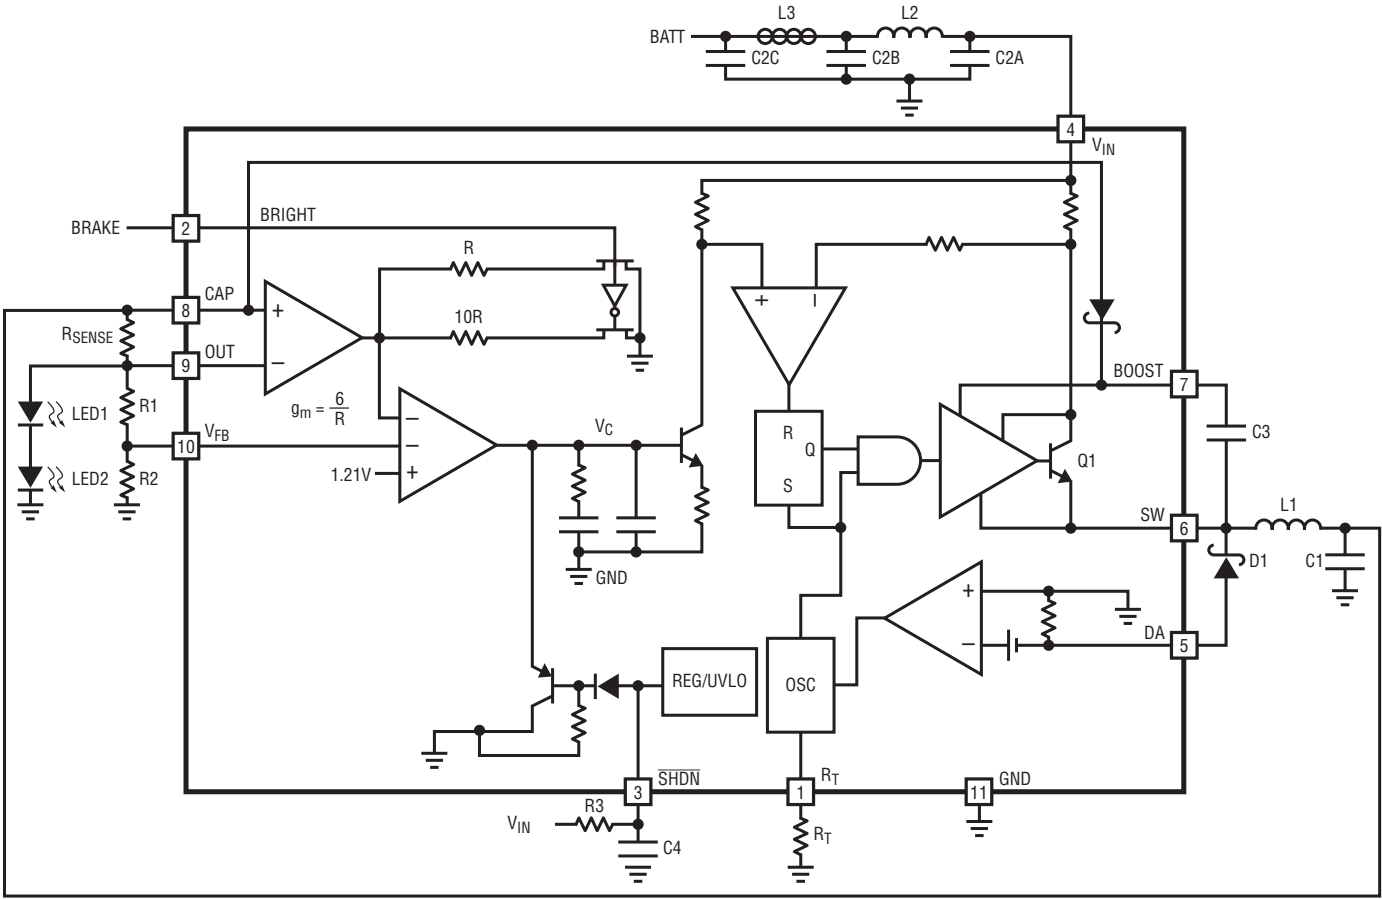 L3
L2
BATT
C2C
C2B
C2A
4
VIN
BRAKE
2
BRIGHT
R
8
CAP
+
10R
RSENSE
+
−
9
OUT
−
BOOST
7
gm = 6/R
LED1
R1
R
Q
S
C3
10
VFB
−
−
+
VC
1.21V
LED2
R2
Q1
SW
6
L1
GND
+
−
D1
C1
DA
5
REG/UVLO
OSC
3
SHDN
1
RT
11
GND
VIN
R3
C4
RT